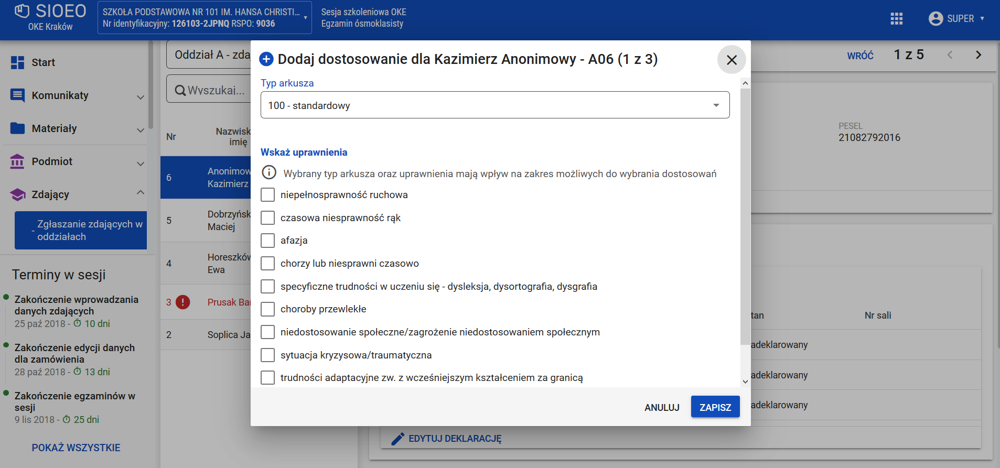 SIOEO
OKE Kraków
SZKOŁA PODSTAWOWA NR 101 IM. HANSA CHRISTI...
Nr identyfikacyjny: 126103-2JPNQ RSPO: 9036
Sesja szkoleniowa OKE
Egzamin ósmoklasisty
SUPER
Start
Komunikaty
Materiały
Podmiot
Zdający
- Zgłaszanie zdających w
oddziałach
Terminy w sesji
Zakończenie wprowadzania
danych zdających
25 paź 2018 - 10 dni
Zakończenie edycji danych
dla zamówienia
28 paź 2018 - 13 dni
Zakończenie egzaminów w
sesji
9 lis 2018 - 25 dni
POKAŻ WSZYSTKIE
Oddział A - zda
Wyszukaj...
Nr
Nazwisk
imię
6
Anonimow
Kazimierz
5
Dobrzyńsk
Maciej
4
Horeszków
Ewa
3
Prusak Bar
2
Soplica Ja
Dodaj dostosowanie dla Kazimierz Anonimowy - A06 (1 z 3)
Typ arkusza
100 - standardowy
Wskaż uprawnienia
Wybrany typ arkusza oraz uprawnienia mają wpływ na zakres możliwych do wybrania dostosowań
niepełnosprawność ruchowa
czasowa niesprawność rąk
afazja
chorzy lub niesprawni czasowo
specyficzne trudności w uczeniu się - dysleksja, dysortografia, dysgrafia
choroby przewlekłe
niedostosowanie społeczne/zagrożenie niedostosowaniem społecznym
sytuacja kryzysowa/traumatyczna
trudności adaptacyjne zw. z wcześniejszym kształceniem za granicą
ANULUJ
ZAPISZ
WRÓĆ
1 z 5
PESEL
21082792016
tan
Nr sali
adeklarowany
adeklarowany
adeklarowany
EDYTUJ DEKLARACJĘ